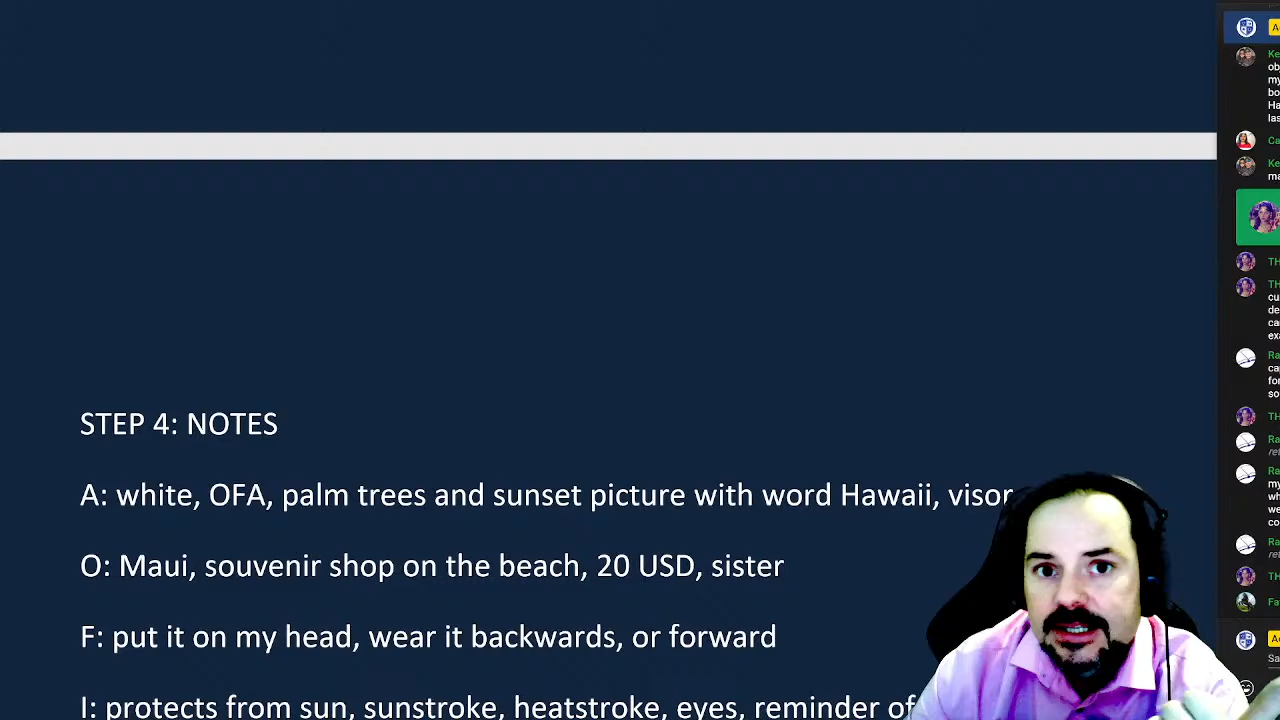 STEP 4: NOTES
A: white, OFA, palm trees and sunset picture with word Hawaii, visor
O: Maui, souvenir shop on the beach, 20 USD, sister
F: put it on my head, wear it backwards, or forward
I: protects from sun, sunstroke, heatstroke, eyes, reminder of